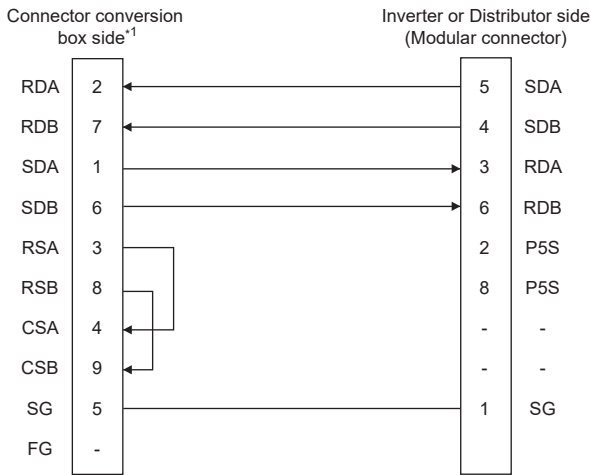 Connector conversion
box side*1
Inverter or Distributor side
(Modular connector)
RDA 2 5 SDA
RDB 7 4 SDB
SDA 1 3 RDA
SDB 6 6 RDB
RSA 3 2 P5S
RSB 8 8 P5S
CSA 4 - -
CSB 9 - -
SG 5 1 SG
FG -